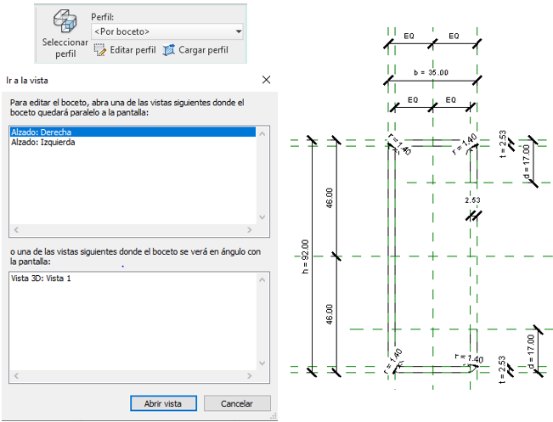 Perfil:
<Por boceto>
Seleccionar
perfil
Editar perfil
Cargar perfil
Ir a la vista
Para editar el boceto, abra una de las vistas siguientes donde el
boceto quedará paralelo a la pantalla:
Alzado: Derecha
Alzado: Izquierda
o una de las vistas siguientes donde el boceto se verá en ángulo con
la pantalla:
Vista 3D: Vista 1
Abrir vista
Cancelar
EQ EQ
b = 35.00
EQ EQ
r = 1.40
r = 1.40
t = 2.53
d = 17.00
2.53
46.00
h = 92.00
46.00
r = 1.40
r = 1.40
t = 2.53
d = 17.00